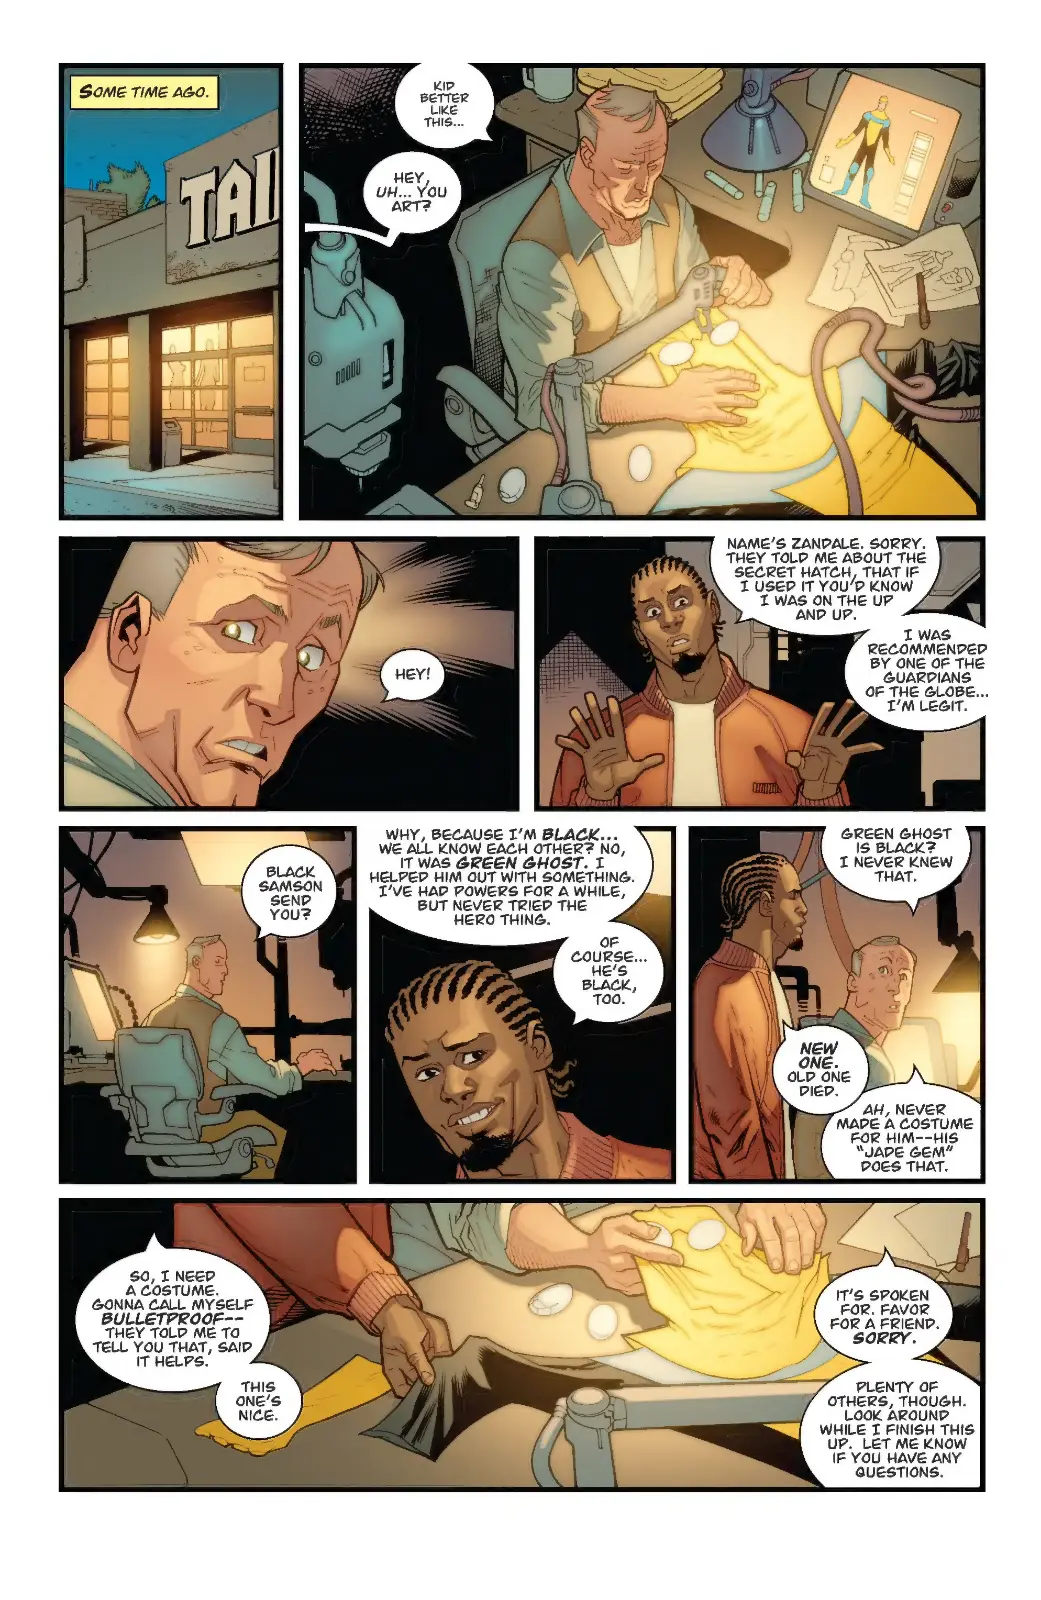 SOME TIME AGO.
TAI
KID
BETTER
LIKE
THIS...
HEY,
UH... YOU
ART?
HEY!
NAME'S ZANDALE. SORRY.
THEY TOLD ME ABOUT THE
SECRET HATCH, THAT IF
I USED IT YOU'D KNOW
I WAS ON THE UP
AND UP.
I WAS
RECOMMENDED
BY ONE OF THE
GUARDIANS
OF THE GLOBE...
I'M LEGIT.
BLACK
SAMSON
SEND
YOU?
WHY, BECAUSE I'M BLACK...
WE ALL KNOW EACH OTHER? NO,
IT WAS GREEN GHOST. I
HELPED HIM OUT WITH SOMETHING.
I'VE HAD POWERS FOR A WHILE,
BUT NEVER TRIED THE
HERO THING.
OF
COURSE...
HE'S
BLACK,
TOO.
GREEN GHOST
IS BLACK?
I NEVER KNEW
THAT.
NEW
ONE.
OLD ONE
DIED.
AH, NEVER
MADE A COSTUME
FOR HIM--HIS
"JADE GEM"
DOES THAT.
SO, I NEED
A COSTUME.
GONNA CALL MYSELF
BULLETPROOF--
THEY TOLD ME TO
TELL YOU THAT, SAID
IT HELPS.
THIS
ONE'S
NICE.
IT'S SPOKEN
FOR. FAVOR
FOR A FRIEND.
SORRY.
PLENTY OF
OTHERS, THOUGH.
LOOK AROUND
WHILE I FINISH THIS
UP. LET ME KNOW
IF YOU HAVE ANY
QUESTIONS.